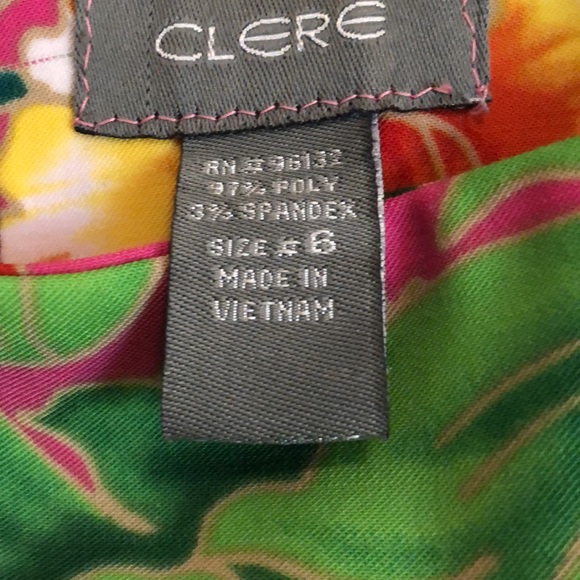 CLERE
RN # 96132
97% POLY
3% SPANDEX
SIZE # 6
MADE IN
VIETNAM